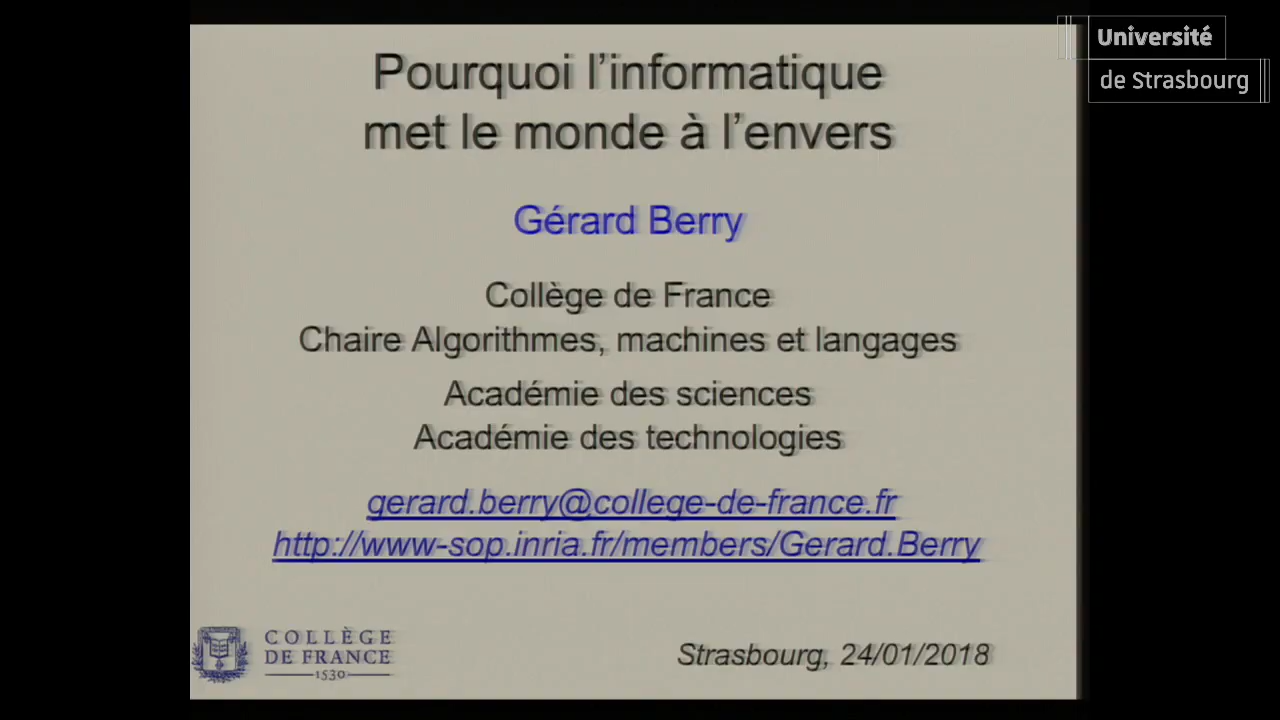 Université
de Strasbourg
Pourquoi l'informatique
met le monde à l'envers
Gérard Berry
Collège de France
Chaire Algorithmes, machines et langages
Académie des sciences
Académie des technologies
gerard.berry@college-de-france.fr
http://www-sop.inria.fr/members/Gerard.Berry
COLLÈGE
DE FRANCE
1530
Strasbourg, 24/01/2018